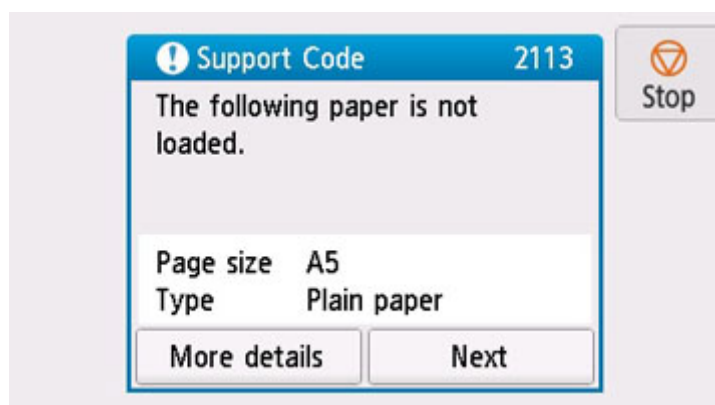 Support Code 2113
Stop
The following paper is not
loaded.
Page size A5
Type Plain paper
More details Next